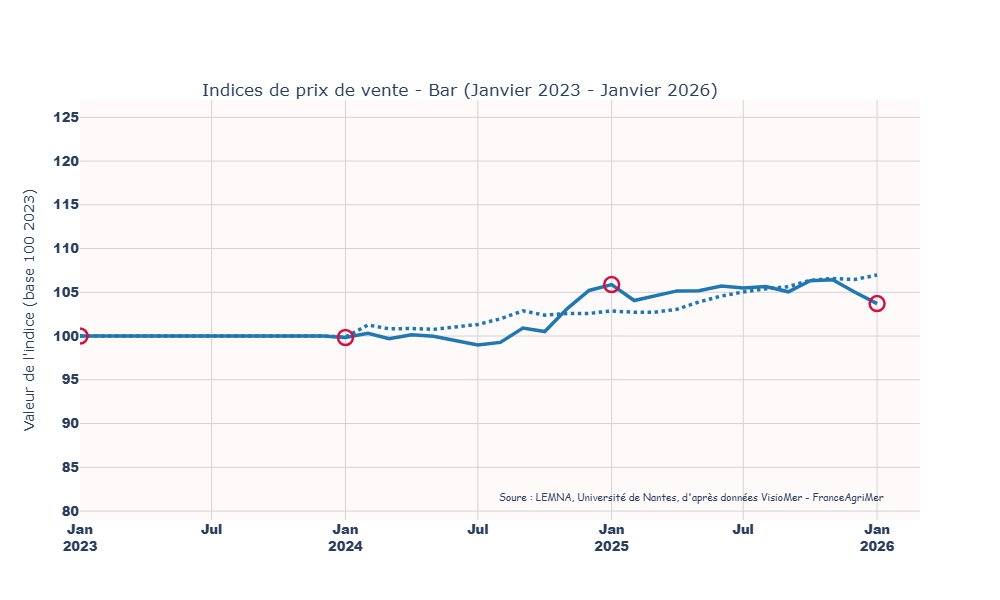 Indices de prix de vente - Bar (Janvier 2023 - Janvier 2026)
Valeur de l'indice (base 100 2023)
125
120
115
110
105
100
95
90
85
80
Soure : LEMNA, Université de Nantes, d'après données VisioMer - FranceAgriMer
Jan Jul Jan Jul Jan Jul Jan
2023 2024 2025 2026